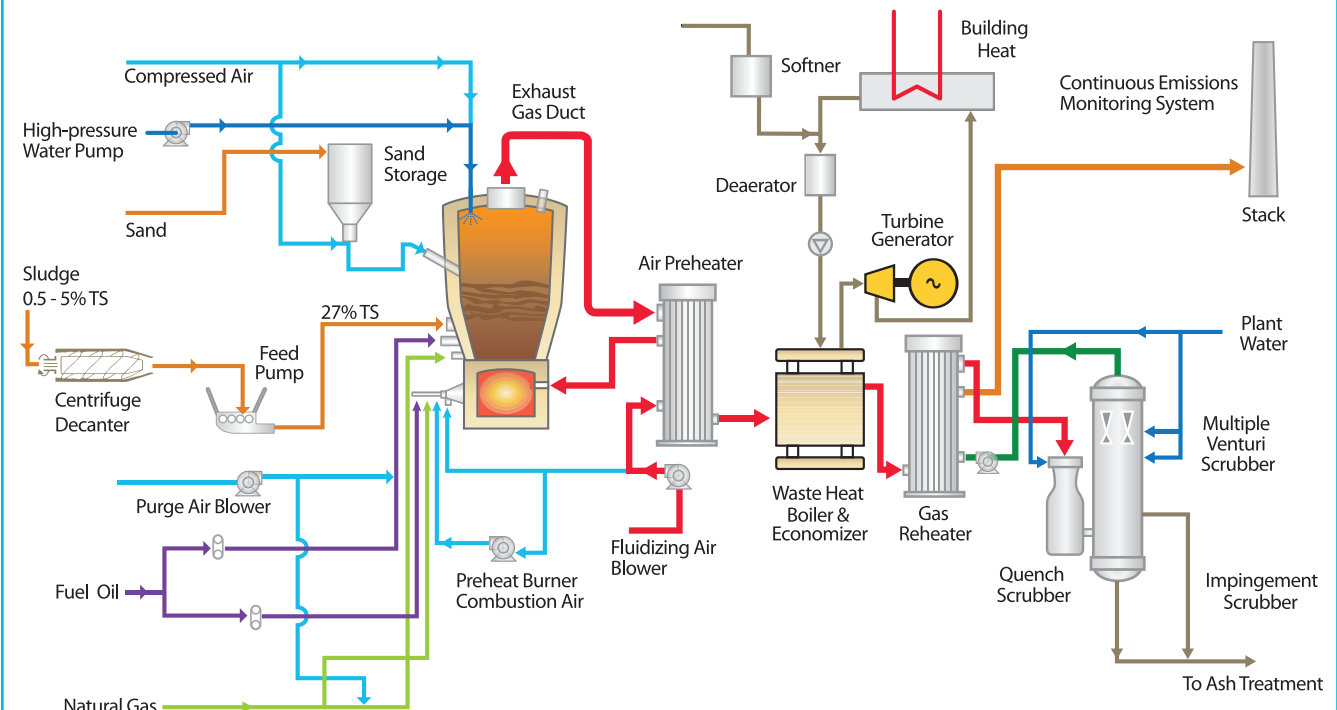 Compressed Air
High-pressure
Water Pump
Sand
Sand
Storage
Exhaust
Gas Duct
Sludge
0.5 - 5% TS
27% TS
Feed
Pump
Centrifuge
Decanter
Purge Air Blower
Fuel Oil
Natural Gas
Preheat Burner
Combustion Air
Air Preheater
Fluidizing Air
Blower
Softner
Building
Heat
Deaerator
Turbine
Generator
Waste Heat
Boiler &
Economizer
Gas
Reheater
Continuous Emissions
Monitoring System
Stack
Plant
Water
Multiple
Venturi
Scrubber
Quench
Scrubber
Impingement
Scrubber
To Ash Treatment